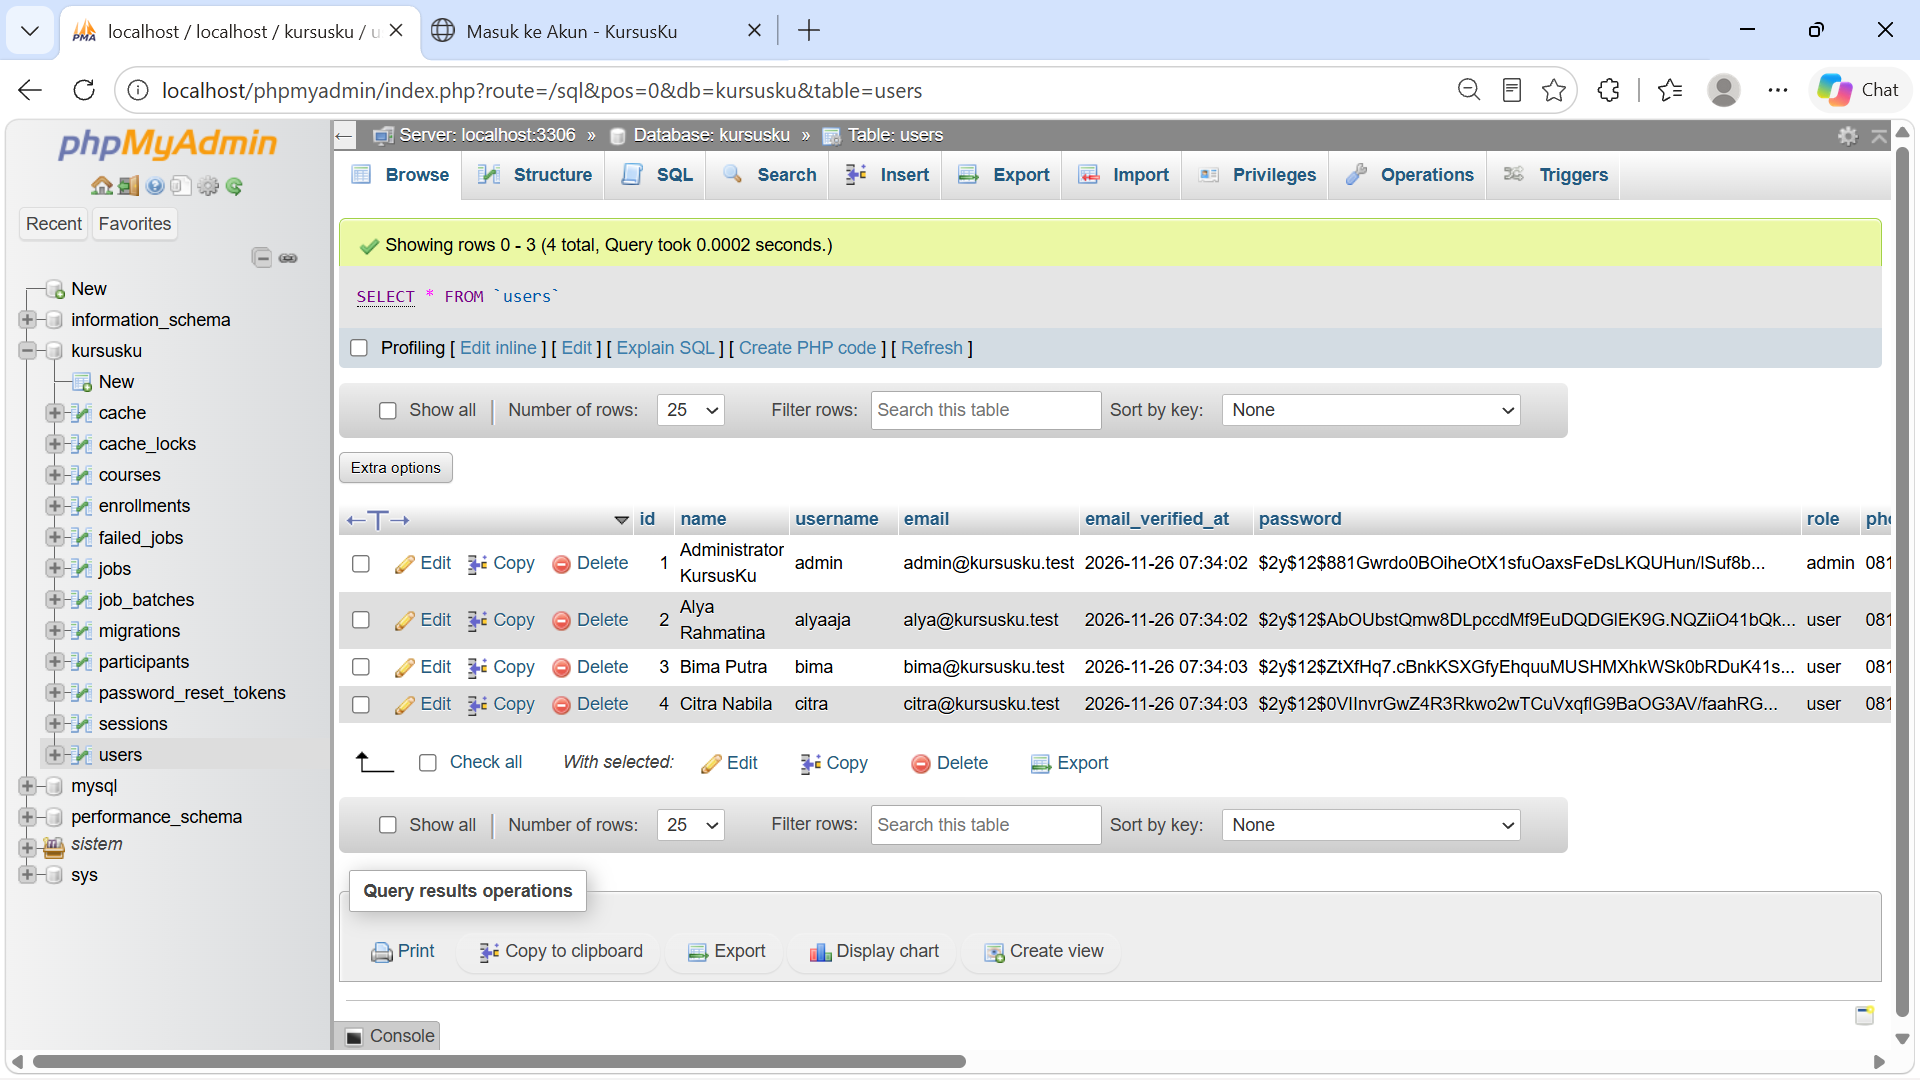 localhost / localhost / kursusku / u
Masuk ke Akun - KursusKu
localhost/phpmyadmin/index.php?route=/sql&pos=0&db=kursusku&table=users
Chat
phpMyAdmin
Recent
Favorites
New
information_schema
kursusku
New
cache
cache_locks
courses
enrollments
failed_jobs
jobs
job_batches
migrations
participants
password_reset_tokens
sessions
users
mysql
performance_schema
sistem
sys
Server: localhost:3306 » Database: kursusku » Table: users
Browse Structure SQL Search Insert Export Import Privileges Operations Triggers
Showing rows 0 - 3 (4 total, Query took 0.0002 seconds.)
SELECT * FROM `users`
Profiling [ Edit inline ] [ Edit ] [ Explain SQL ] [ Create PHP code ] [ Refresh ]
Show all Number of rows: 25 Filter rows: Search this table Sort by key: None
Extra options
id name username email email_verified_at password role pho
Edit Copy Delete 1 Administrator KursusKu admin admin@kursusku.test 2026-11-26 07:34:02 $2y$12$881Gwrdo0BOiheOtX1sfuOaxsFeDsLKQUHun/lSuf8b... admin 081
Edit Copy Delete 2 Alya Rahmatina alyaaja alya@kursusku.test 2026-11-26 07:34:02 $2y$12$AbOUbstQmw8DLpccdMf9EuDQDGlEK9G.NQZiiO41bQk... user 081
Edit Copy Delete 3 Bima Putra bima bima@kursusku.test 2026-11-26 07:34:03 $2y$12$ZtXfHq7.cBnkKSXGfyEhquuMUSHMXhkWSk0bRDuK41s... user 081
Edit Copy Delete 4 Citra Nabila citra citra@kursusku.test 2026-11-26 07:34:03 $2y$12$0VIInvrGwZ4R3Rkwo2wTCuVxqflG9BaOG3AV/faahRG... user 081
Check all With selected: Edit Copy Delete Export
Show all Number of rows: 25 Filter rows: Search this table Sort by key: None
Query results operations
Print Copy to clipboard Export Display chart Create view
Console